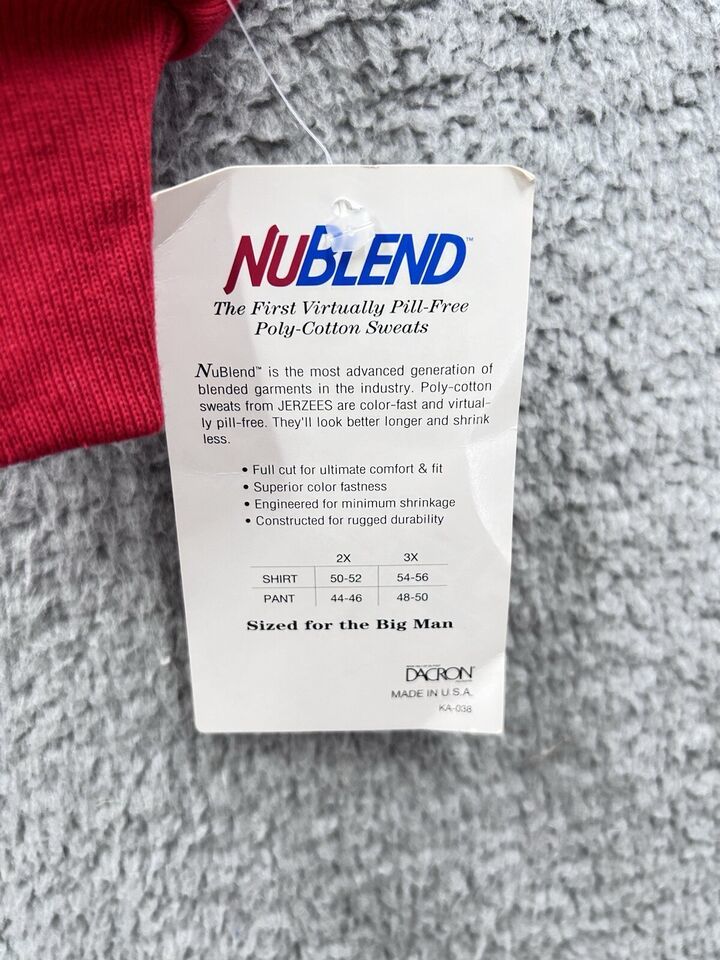 NUBLEND™
The First Virtually Pill-Free
Poly-Cotton Sweats
NuBlend™ is the most advanced generation of
blended garments in the industry. Poly-cotton
sweats from JERZEES are color-fast and virtual-
ly pill-free. They'll look better longer and shrink
less.
• Full cut for ultimate comfort & fit
• Superior color fastness
• Engineered for minimum shrinkage
• Constructed for rugged durability
2X 3X
SHIRT 50-52 54-56
PANT 44-46 48-50
Sized for the Big Man
DACRON
MADE IN U.S.A.
KA-038